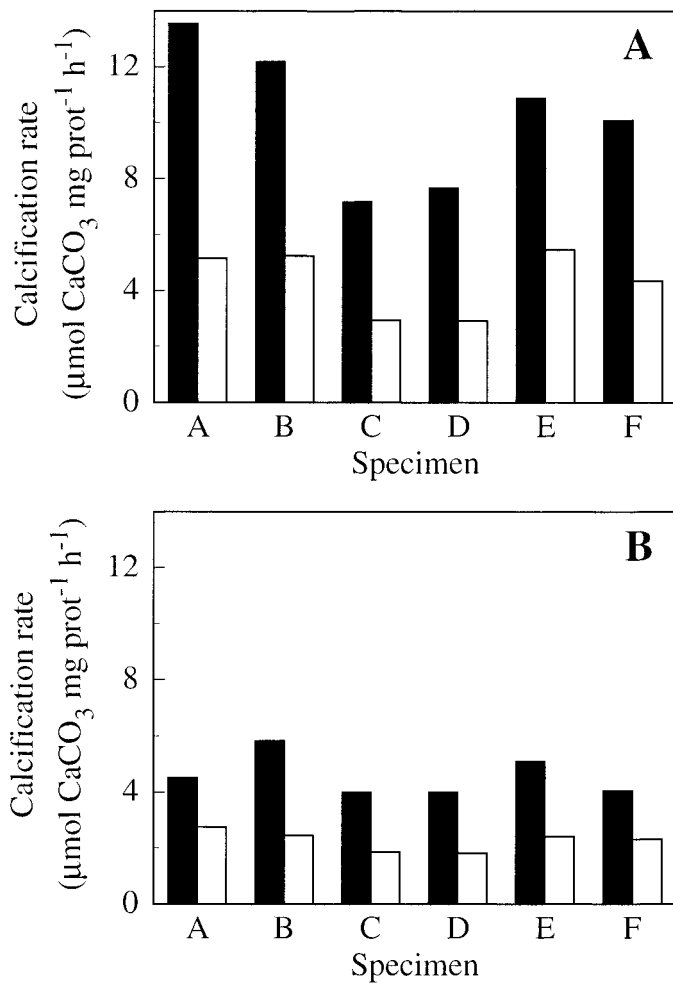 A
Calcification rate
(µmol CaCO₃ mg prot⁻¹ h⁻¹)
12
8
4
0
A B C D E F
Specimen
B
Calcification rate
(µmol CaCO₃ mg prot⁻¹ h⁻¹)
12
8
4
0
A B C D E F
Specimen